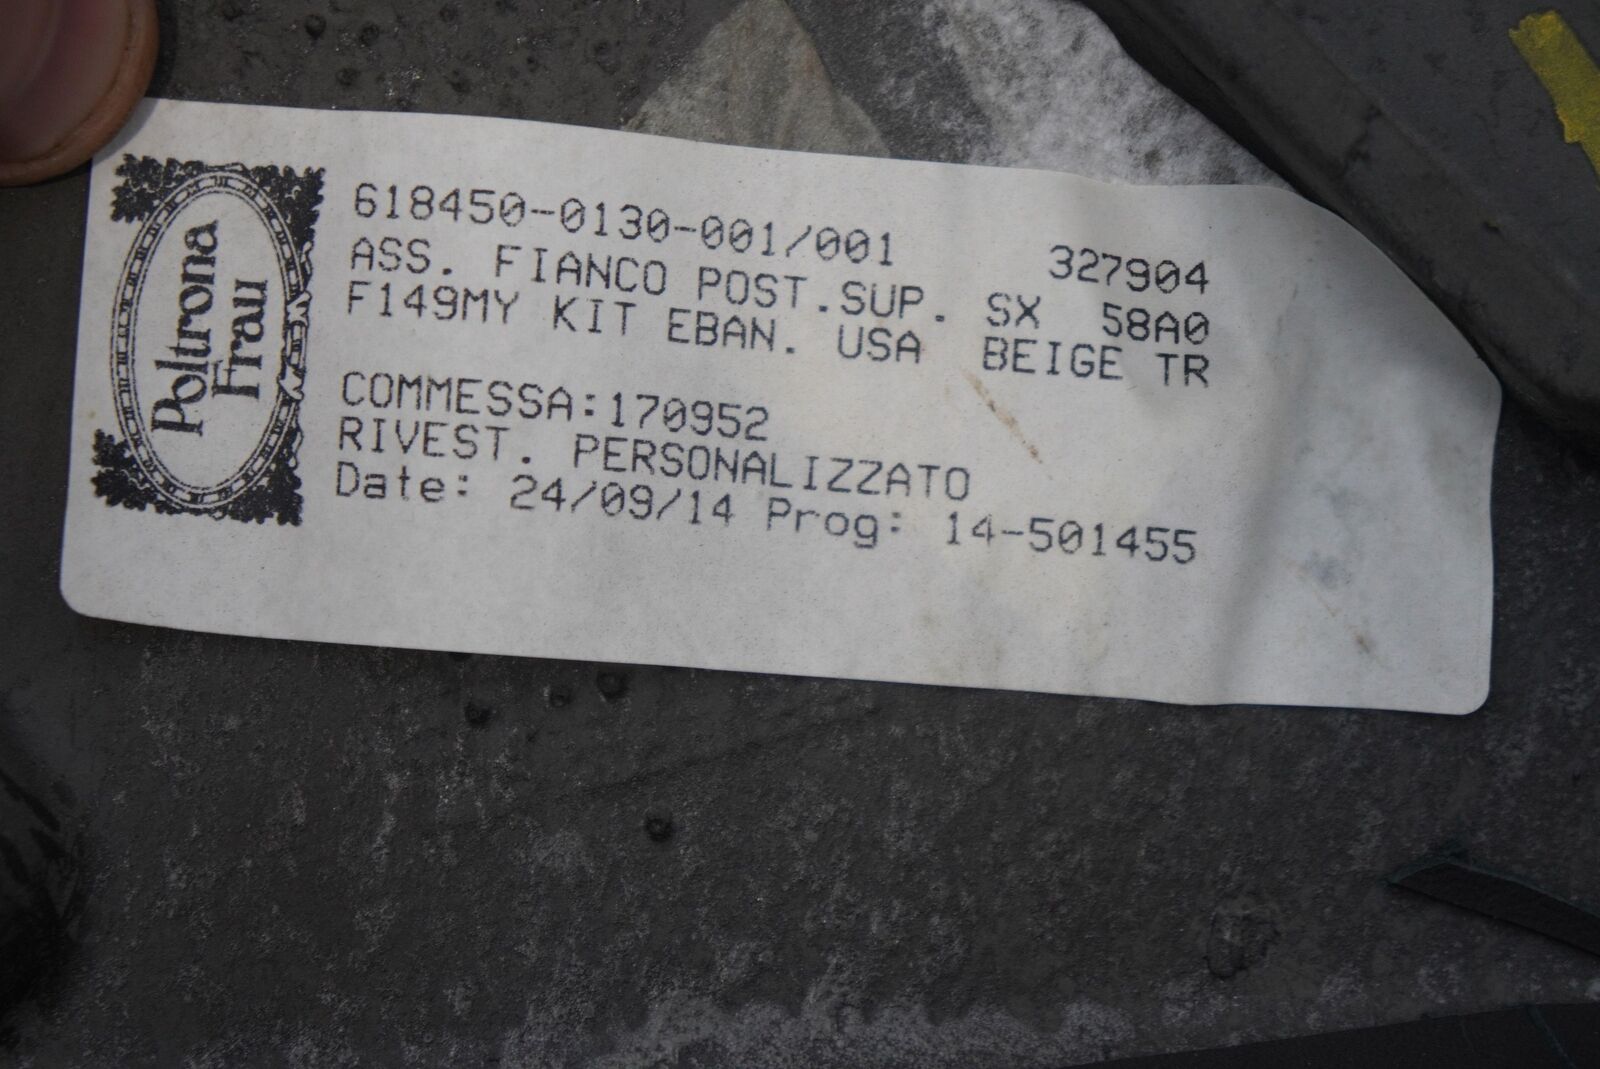 Poltrona
Frau
618450-0130-001/001 327904
ASS. FIANCO POST.SUP. SX 58A0
F149MY KIT EBAN. USA BEIGE TR
COMMESSA:170952
RIVEST. PERSONALIZZATO
Date: 24/09/14 Prog: 14-501455